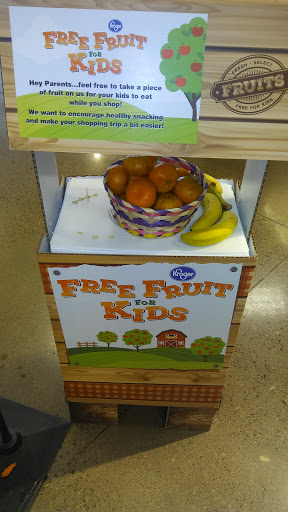 Kroger
FREE FRUIT
FOR
KIDS
Hey Parents...feel free to take a piece
of fruit on us for your kids to eat
while you shop!
We want to encourage healthy snacking
and make your shopping trip a bit easier!
FRESH • SELECT
FRUITS
FREE FOR KIDS
Kroger
FREE FRUIT
FOR
KIDS